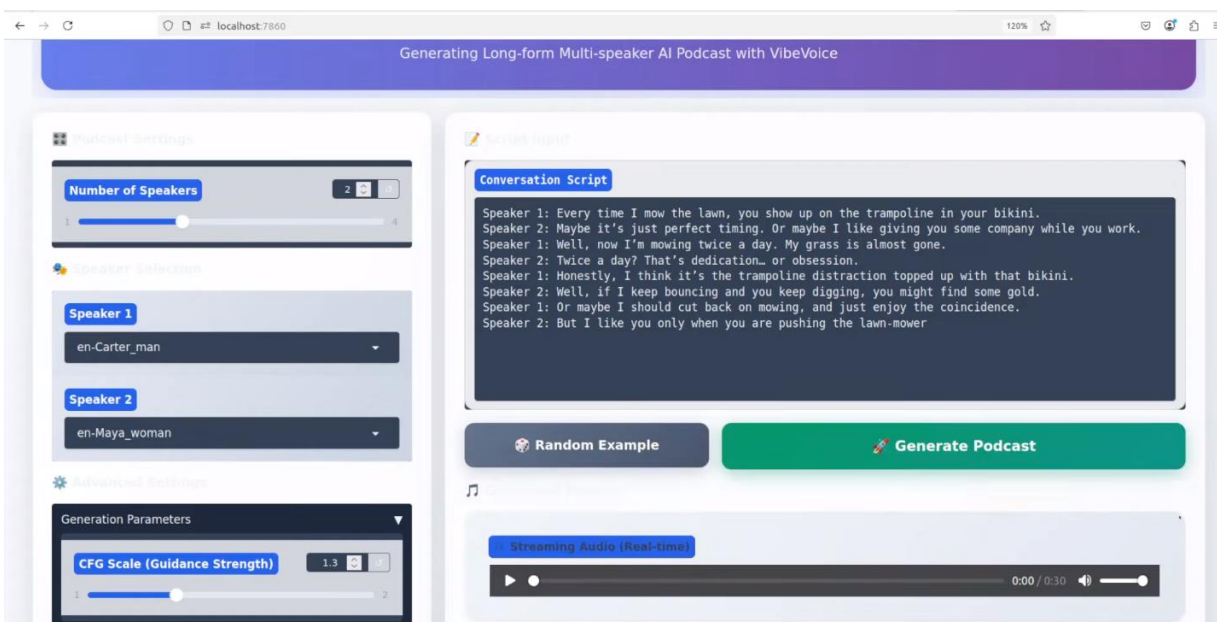 localhost:7860
120%
Generating Long-form Multi-speaker AI Podcast with VibeVoice
Podcast Settings
Number of Speakers
2
1
4
Speaker Selection
Speaker 1
en-Carter_man
Speaker 2
en-Maya_woman
Advanced Settings
Generation Parameters
CFG Scale (Guidance Strength)
1.3
1
2
Script Input
Conversation Script
Speaker 1: Every time I mow the lawn, you show up on the trampoline in your bikini.
Speaker 2: Maybe it’s just perfect timing. Or maybe I like giving you some company while you work.
Speaker 1: Well, now I’m mowing twice a day. My grass is almost gone.
Speaker 2: Twice a day? That’s dedication… or obsession.
Speaker 1: Honestly, I think it’s the trampoline distraction topped up with that bikini.
Speaker 2: Well, if I keep bouncing and you keep digging, you might find some gold.
Speaker 1: Or maybe I should cut back on mowing, and just enjoy the coincidence.
Speaker 2: But I like you only when you are pushing the lawn-mower
Random Example
Generate Podcast
Streaming Audio (Real-time)
0:00 / 0:30